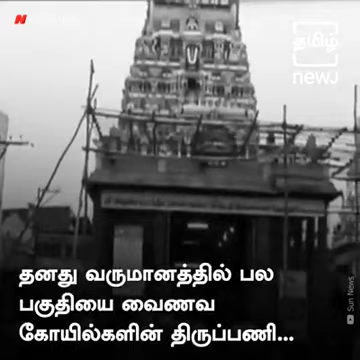 தமிழ்
newJ
Sun News
தனது வருமானத்தில் பல
பகுதியை வைணவ
கோயில்களின் திருப்பணி...